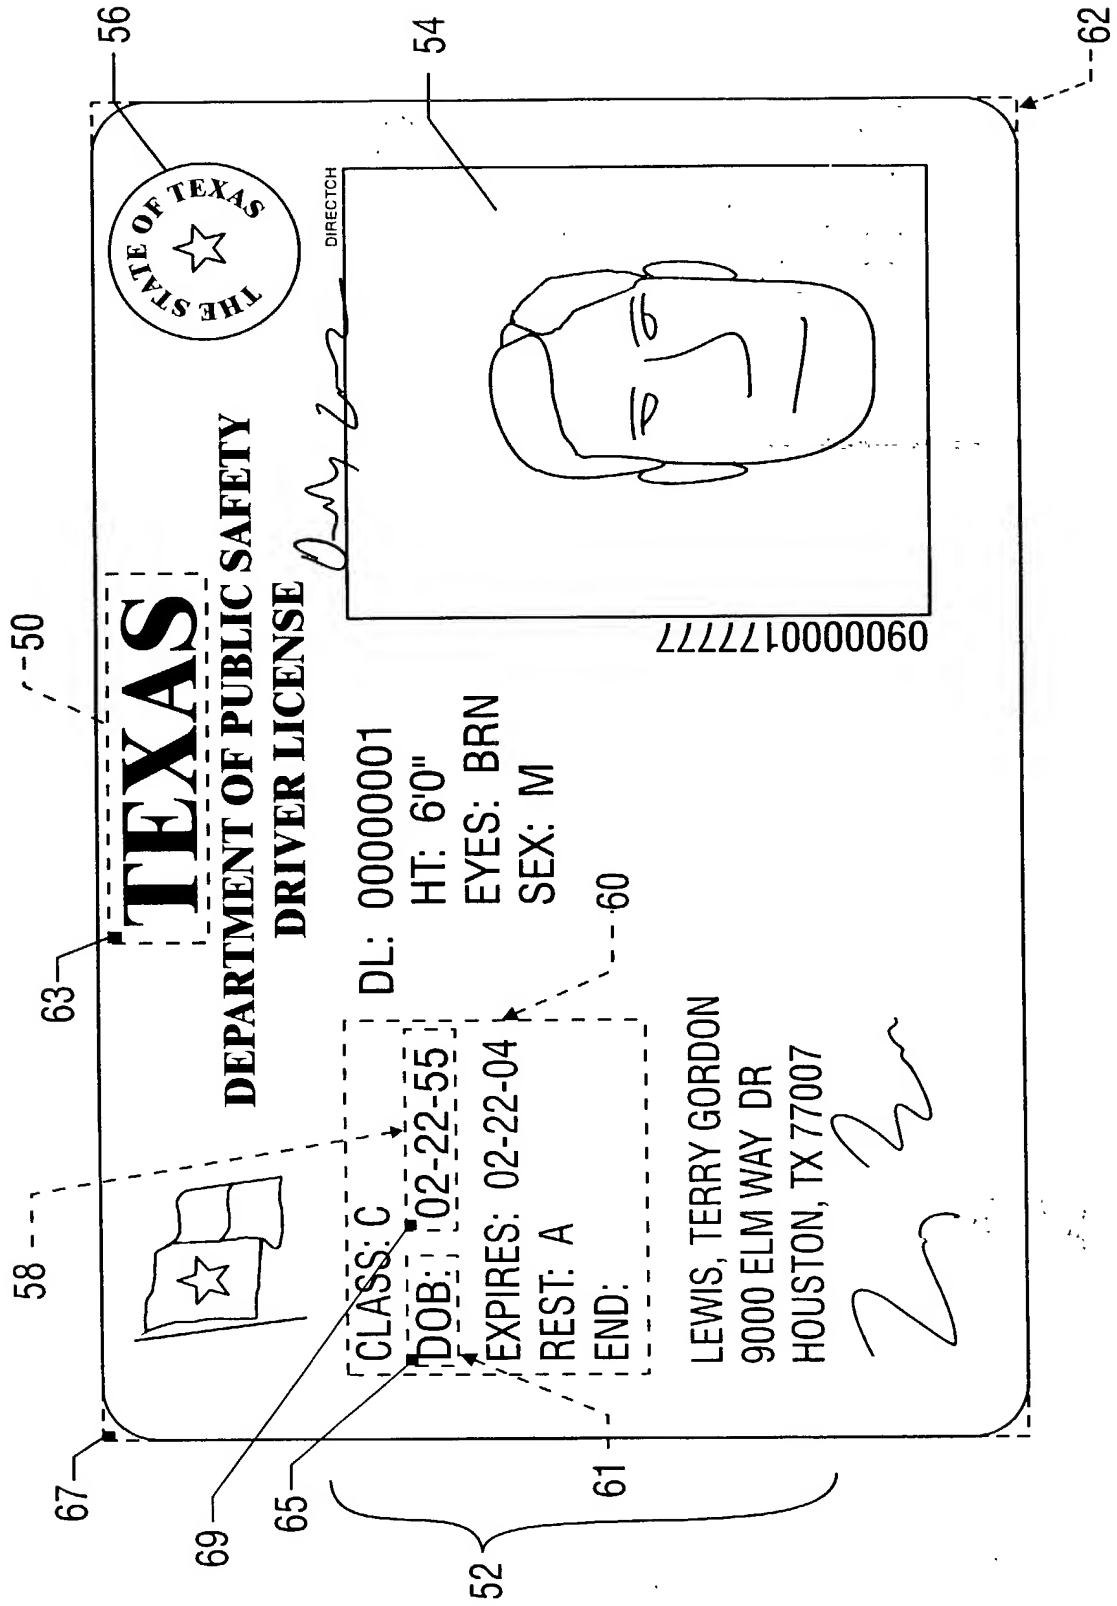 50
56
63
TEXAS
THE STATE OF TEXAS
67
DEPARTMENT OF PUBLIC SAFETY
DRIVER LICENSE
58
DIRECTCH
54
69
65
CLASS: C
DL: 00000001
DOB: 02-22-55
HT: 6'0"
EXPIRES: 02-22-04
EYES: BRN
REST: A
SEX: M
END:
60
61
52
0900000177777
LEWIS, TERRY GORDON
9000 ELM WAY DR
HOUSTON, TX 77007
62